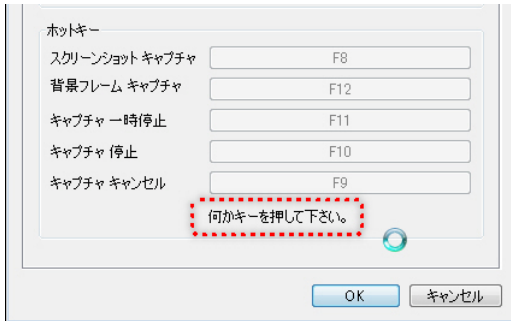 ホットキー
スクリーンショット キャプチャ F8
背景フレーム キャプチャ F12
キャプチャ 一時停止 F11
キャプチャ 停止 F10
キャプチャ キャンセル F9
何かキーを押して下さい。
OK キャンセル